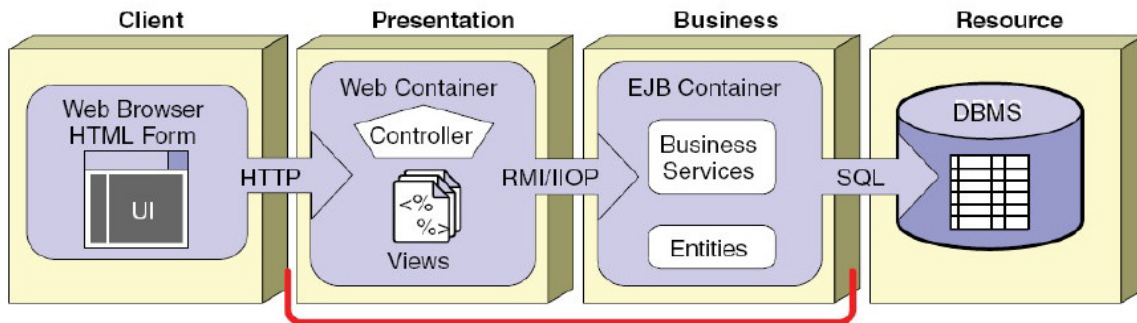 Client
Presentation
Business
Resource
Web Browser
HTML Form
UI
HTTP
Web Container
Controller
<%
%>
Views
RMI/IIOP
EJB Container
Business
Services
Entities
SQL
DBMS